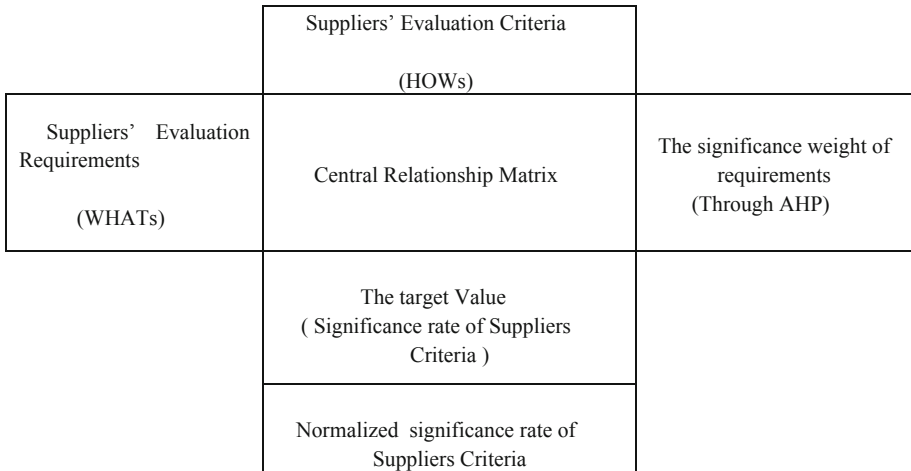 Suppliers’ Evaluation Criteria
(HOWs)
Suppliers’ Evaluation
Requirements
(WHATs)
Central Relationship Matrix
The significance weight of
requirements
(Through AHP)
The target Value
( Significance rate of Suppliers
Criteria )
Normalized significance rate of
Suppliers Criteria